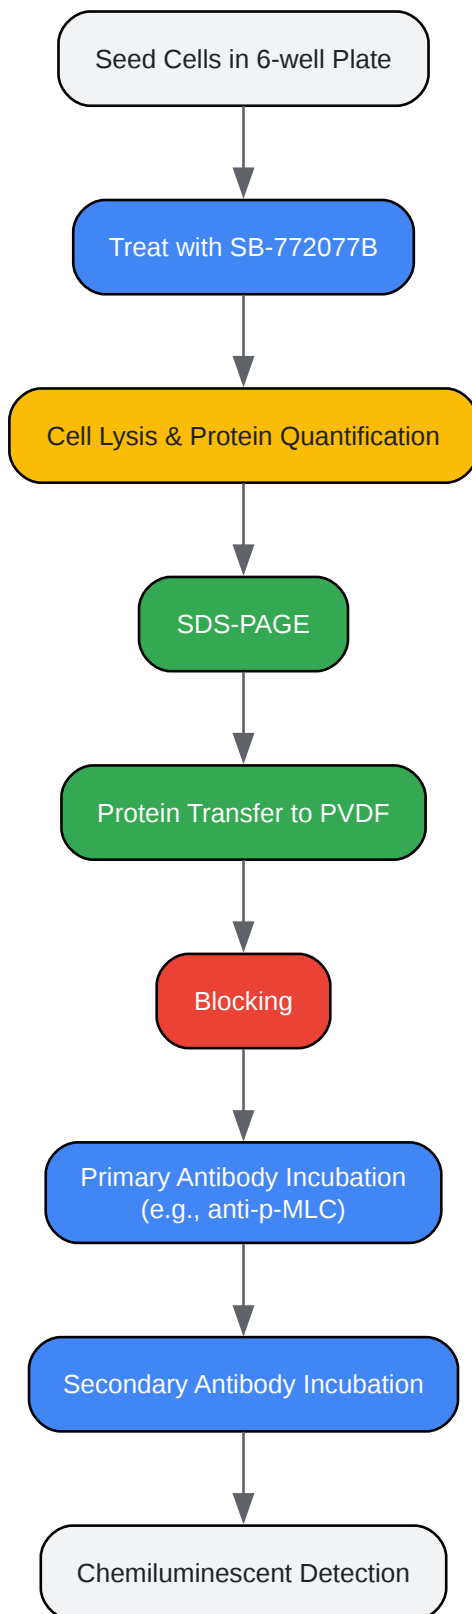 Seed Cells in 6-well Plate
Treat with SB-772077B
Cell Lysis & Protein Quantification
SDS-PAGE
Protein Transfer to PVDF
Blocking
Primary Antibody Incubation
(e.g., anti-p-MLC)
Secondary Antibody Incubation
Chemiluminescent Detection